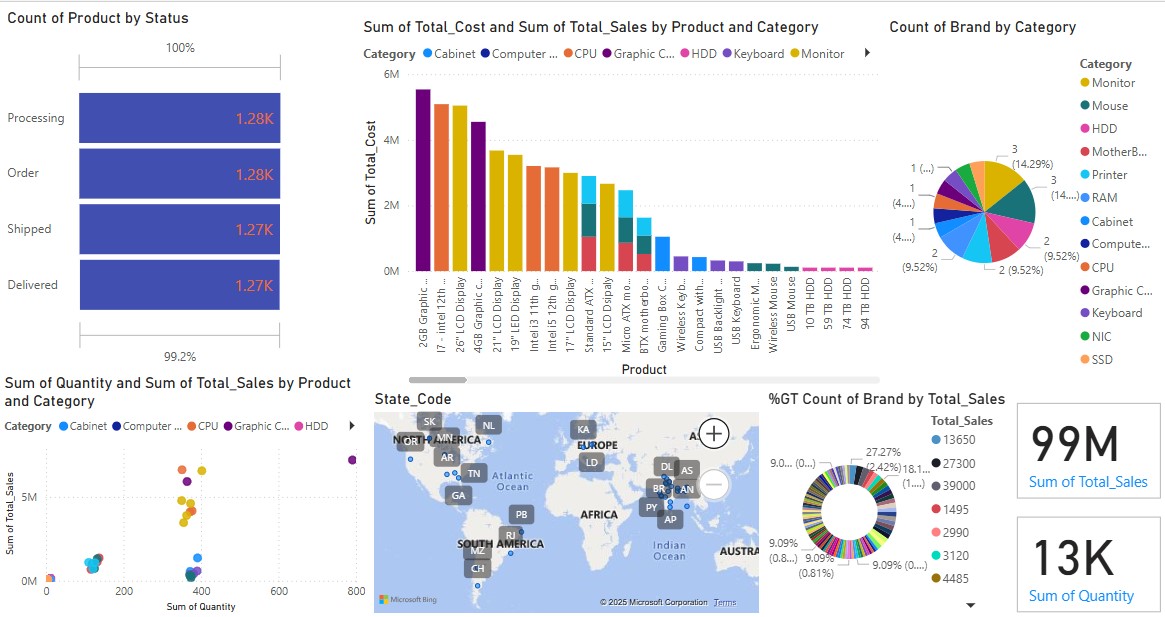 Count of Product by Status
100%
Processing 1.28K
Order 1.28K
Shipped 1.27K
Delivered 1.27K
99.2%
Sum of Total_Cost and Sum of Total_Sales by Product and Category
Category Cabinet Computer ... CPU Graphic C... HDD Keyboard Monitor
6M
4M
2M
0M
Sum of Total_Cost
2GB Graphic ...
I7 - intel 12th ...
26" LCD Display
4GB Graphic c...
21" LCD Display
19" LED Display
Intel i3 11th g...
Intel i5 12th g...
17" LCD Display
Standard ATX ...
15" LCD Dsipaly
Micro ATX mo...
BTX motherbo...
Gaming Box C...
Wireless Keyb...
Compact with...
USB Backlight ...
USB Keyboard
Ergonomic M...
Wireless Mouse
USB Mouse
10 TB HDD
59 TB HDD
74 TB HDD
94 TB HDD
Product
Count of Brand by Category
Category
Monitor
Mouse
HDD
MotherB...
Printer
RAM
Cabinet
Compute...
CPU
Graphic C...
Keyboard
NIC
SSD
3
(14.29%)
3
(14....)
2
(9.52%)
2 (9.52%)
2
(9.52%)
1
(4....)
1
(4....)
1 (...)
Sum of Quantity and Sum of Total_Sales by Product
and Category
Category Cabinet Computer ... CPU Graphic C... HDD
Sum of Total_Sales
5M
0M
0 200 400 600 800
Sum of Quantity
State_Code
SK
NL
OR
MN
NORTH AMERICA
AR
TN
GA
Atlantic
Ocean
KA
EUROPE
LD
AS
DL
AS
BR
AN
PY
AP
AFRICA
PB
RJ
SOUTH AMERICA
MZ
CH
Indian
Ocean
AUSTRA
Microsoft Bing
© 2025 Microsoft Corporation Terms
%GT Count of Brand by Total_Sales
Total_Sales
13650
27300
39000
1495
2990
3120
4485
27.27%
(2.42%)
18.1...
(1....)
9.09% (0....)
9.09%
(0.81%)
9.09%
(0.8...)
9.0... (0...)
99M
Sum of Total_Sales
13K
Sum of Quantity